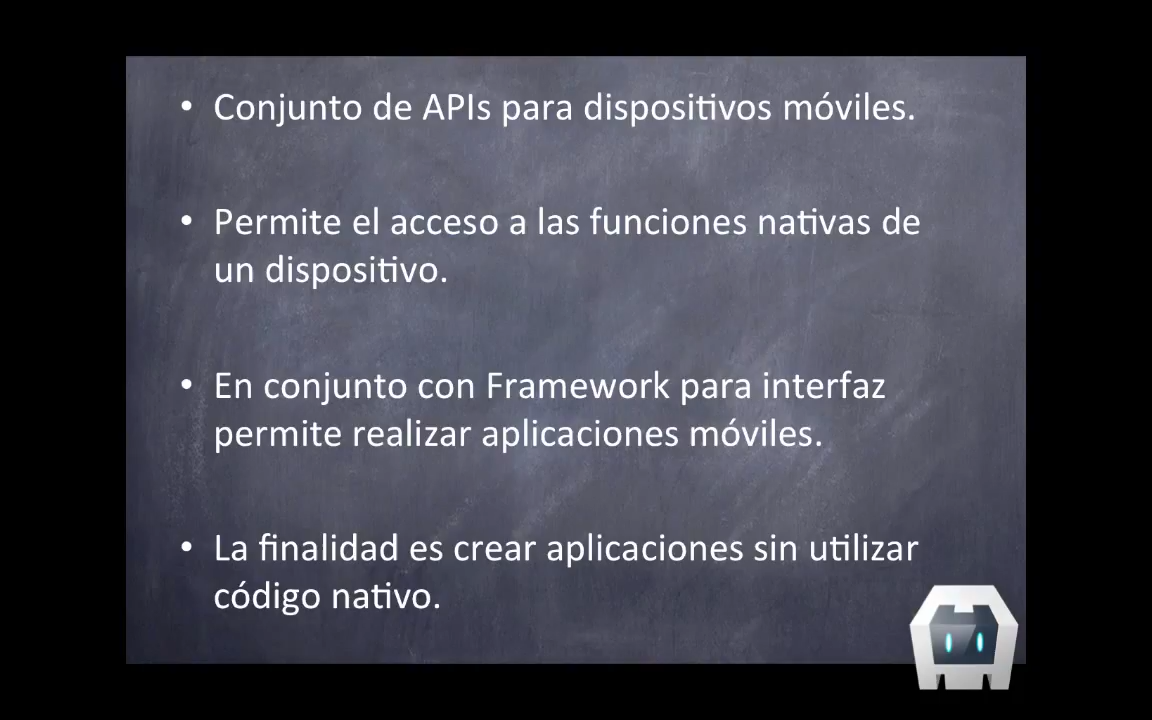 • Conjunto de APIs para dispositivos móviles.
• Permite el acceso a las funciones nativas de
un dispositivo.
• En conjunto con Framework para interfaz
permite realizar aplicaciones móviles.
• La finalidad es crear aplicaciones sin utilizar
código nativo.